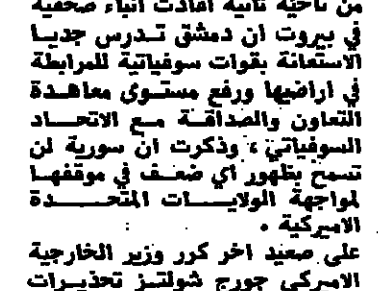 من ناحية ثانية افادت انباء صحفية
في بيروت ان دمشق تدرس جديا
الاستعانة بقوات سوفياتية للمرابطة
في اراضيها ورفع مستوى معاهدة
التعاون والصداقة مع الاتحاد
السوفياتي ، وذكرت ان سورية لن
تسمح بظهور أي ضعف في موقفها
لمواجهة الولايات المتحدة
الاميركية .
على صعيد اخر كرر وزير الخارجية
الاميركي جورج شولتز تحذيرات